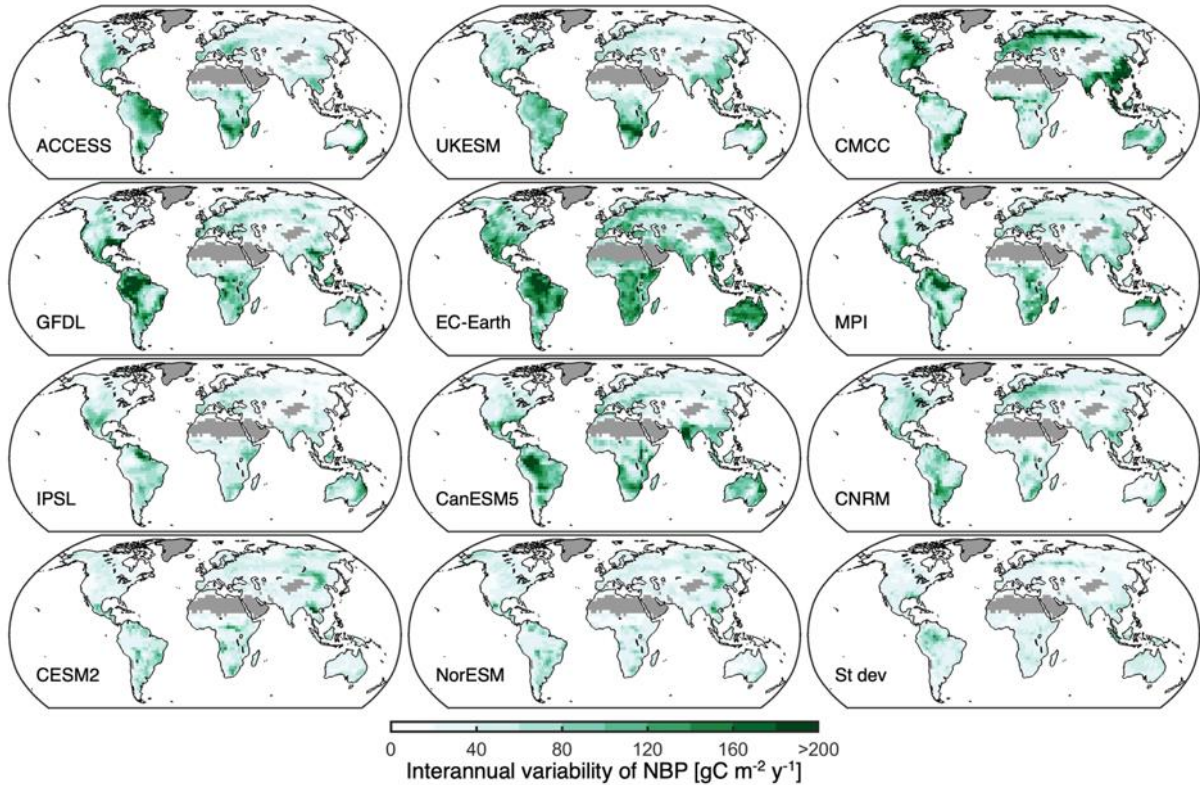 ACCESS
UKESM
CMCC
GFDL
EC-Earth
MPI
IPSL
CanESM5
CNRM
CESM2
NorESM
St dev
0 40 80 120 160 >200
Interannual variability of NBP [gC m⁻² y⁻¹]